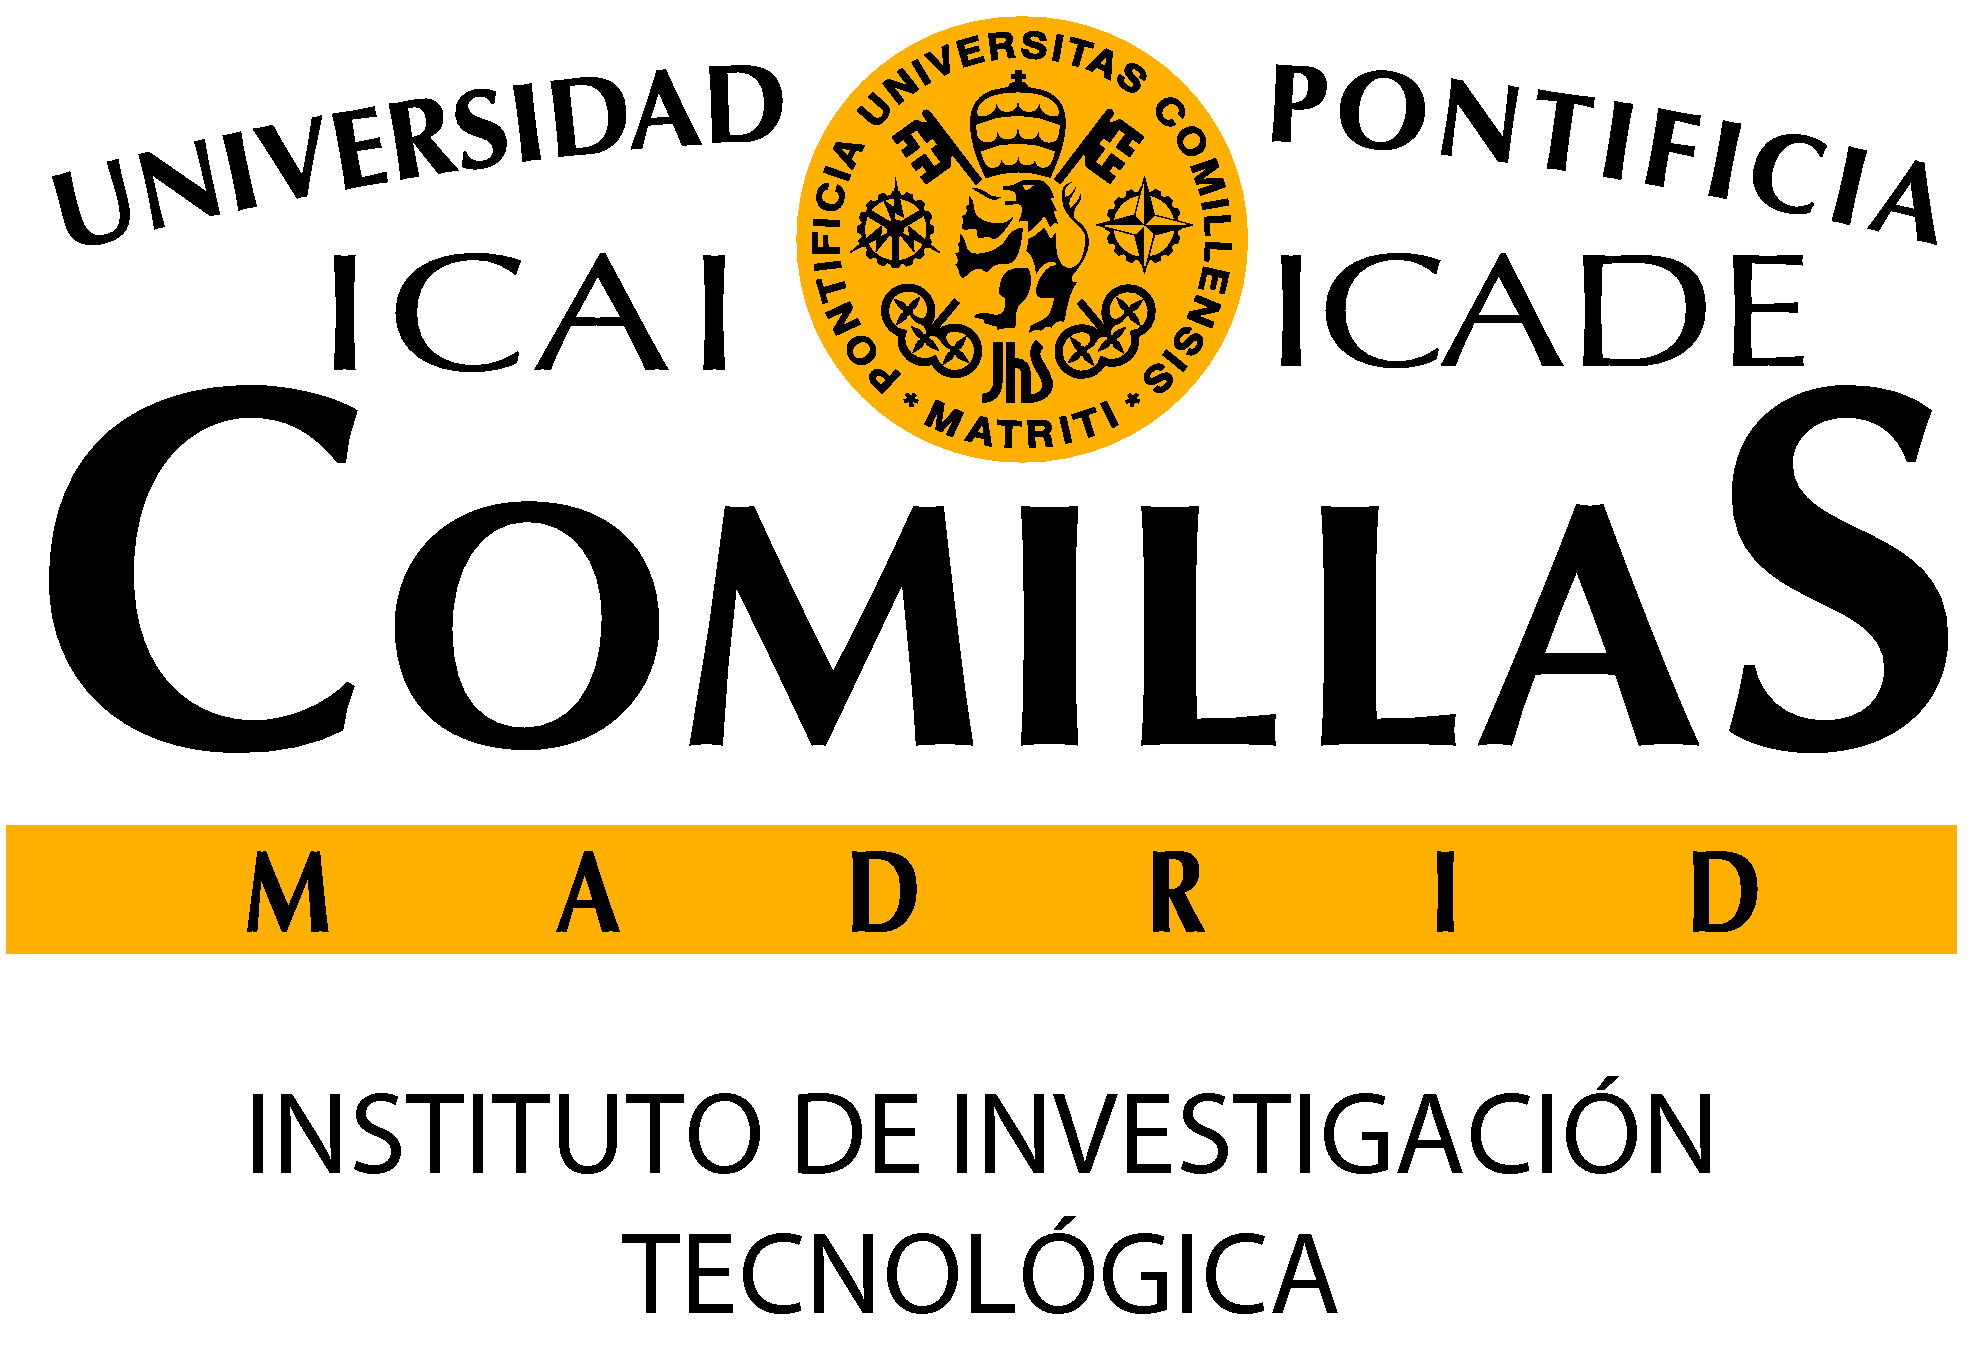 UNIVERSIDAD PONTIFICIA
ICAI ICADE
PONTIFICIA UNIVERSITAS COMILLENSIS
* MATRITI *
JhS
COMILLAS
MADRID
INSTITUTO DE INVESTIGACIÓN
TECNOLÓGICA